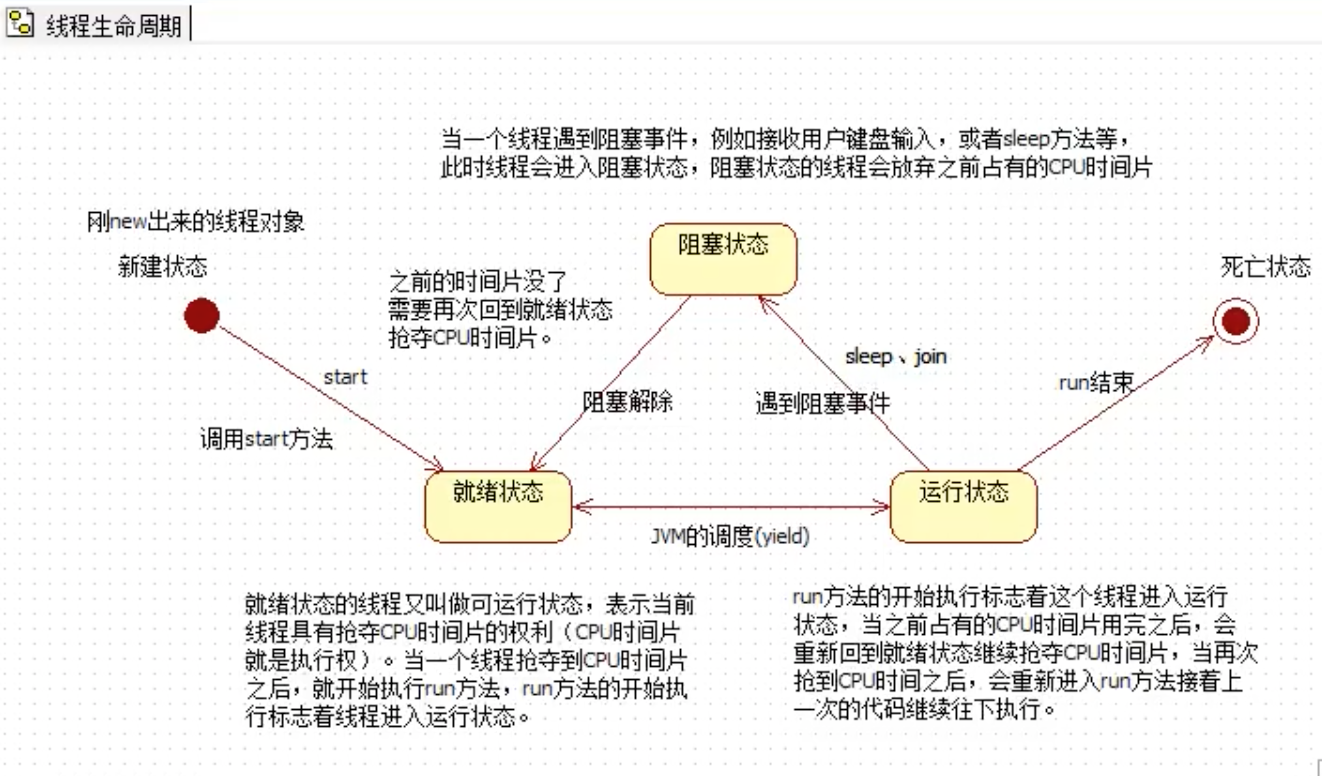 线程生命周期
当一个线程遇到阻塞事件，例如接收用户键盘输入，或者sleep方法等，
此时线程会进入阻塞状态，阻塞状态的线程会放弃之前占有的CPU时间片
刚new出来的线程对象
新建状态
阻塞状态
死亡状态
之前的时间片没了
需要再次回到就绪状态
抢夺CPU时间片。
start
sleep、join
run结束
阻塞解除
遇到阻塞事件
调用start方法
就绪状态
运行状态
JVM的调度(yield)
就绪状态的线程又叫做可运行状态，表示当前
线程具有抢夺CPU时间片的权利（CPU时间片
就是执行权）。当一个线程抢夺到CPU时间片
之后，就开始执行run方法，run方法的开始执
行标志着线程进入运行状态。
run方法的开始执行标志着这个线程进入运行
状态，当之前占有的CPU时间片用完之后，会
重新回到就绪状态继续抢夺CPU时间片，当再次
抢到CPU时间之后，会重新进入run方法接着上
一次的代码继续往下执行。